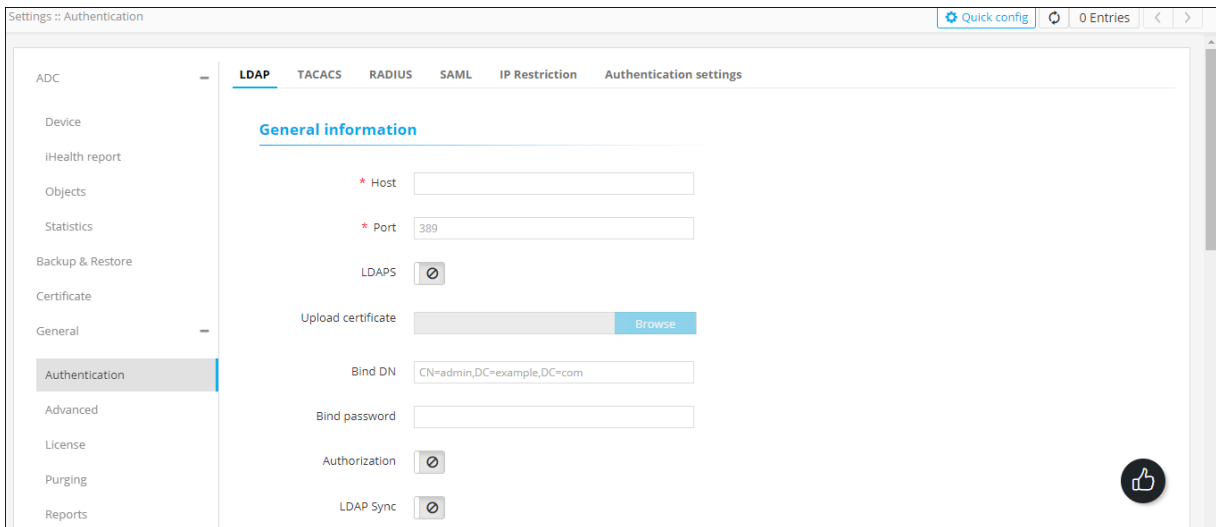 Settings :: Authentication
Quick config
0 Entries
ADC
Device
iHealth report
Objects
Statistics
Backup & Restore
Certificate
General
Authentication
Advanced
License
Purging
Reports
LDAP TACACS RADIUS SAML IP Restriction Authentication settings
General information
* Host
* Port 389
LDAPS
Upload certificate Browse
Bind DN CN=admin,DC=example,DC=com
Bind password
Authorization
LDAP Sync